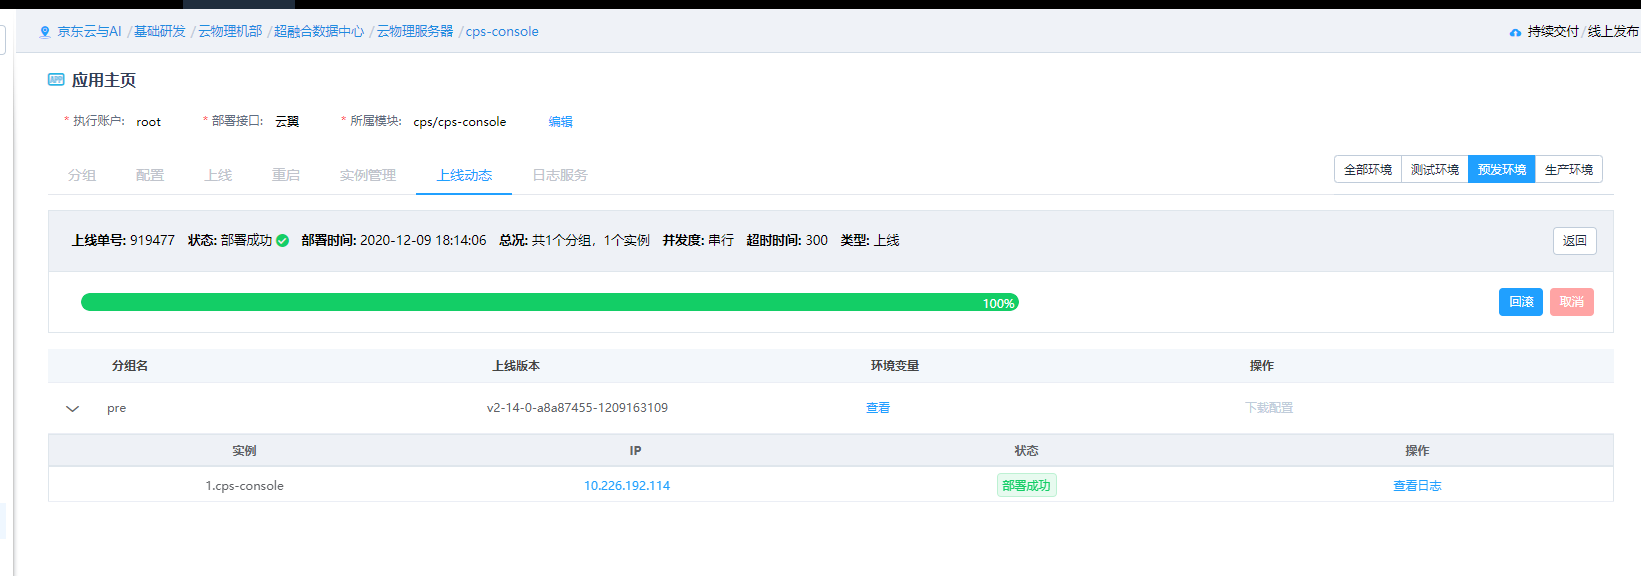 京东云与AI /基础研发 /云物理机部 /超融合数据中心 /云物理服务器 /cps-console 持续交付/线上发布
APP 应用主页
* 执行账户: root * 部署接口: 云翼 * 所属模块: cps/cps-console 编辑
分组 配置 上线 重启 实例管理 上线动态 日志服务 全部环境 测试环境 预发环境 生产环境
上线单号: 919477 状态: 部署成功 部署时间: 2020-12-09 18:14:06 总况: 共1个分组，1个实例 并发度: 串行 超时时间: 300 类型: 上线 返回
100% 回滚 取消
分组名 上线版本 环境变量 操作
pre v2-14-0-a8a87455-1209163109 查看 下载配置
实例 IP 状态 操作
1.cps-console 10.226.192.114 部署成功 查看日志